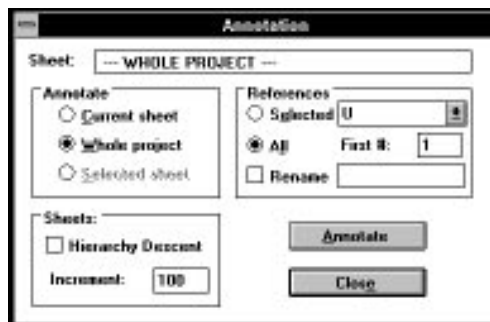 Annotation
Sheet: --- WHOLE PROJECT ---
Annotate
Current sheet
Whole project
Selected sheet
References
Selected U
All First #: 1
Rename
Sheets:
Hierarchy Descent
Increment: 100
Annotate
Close